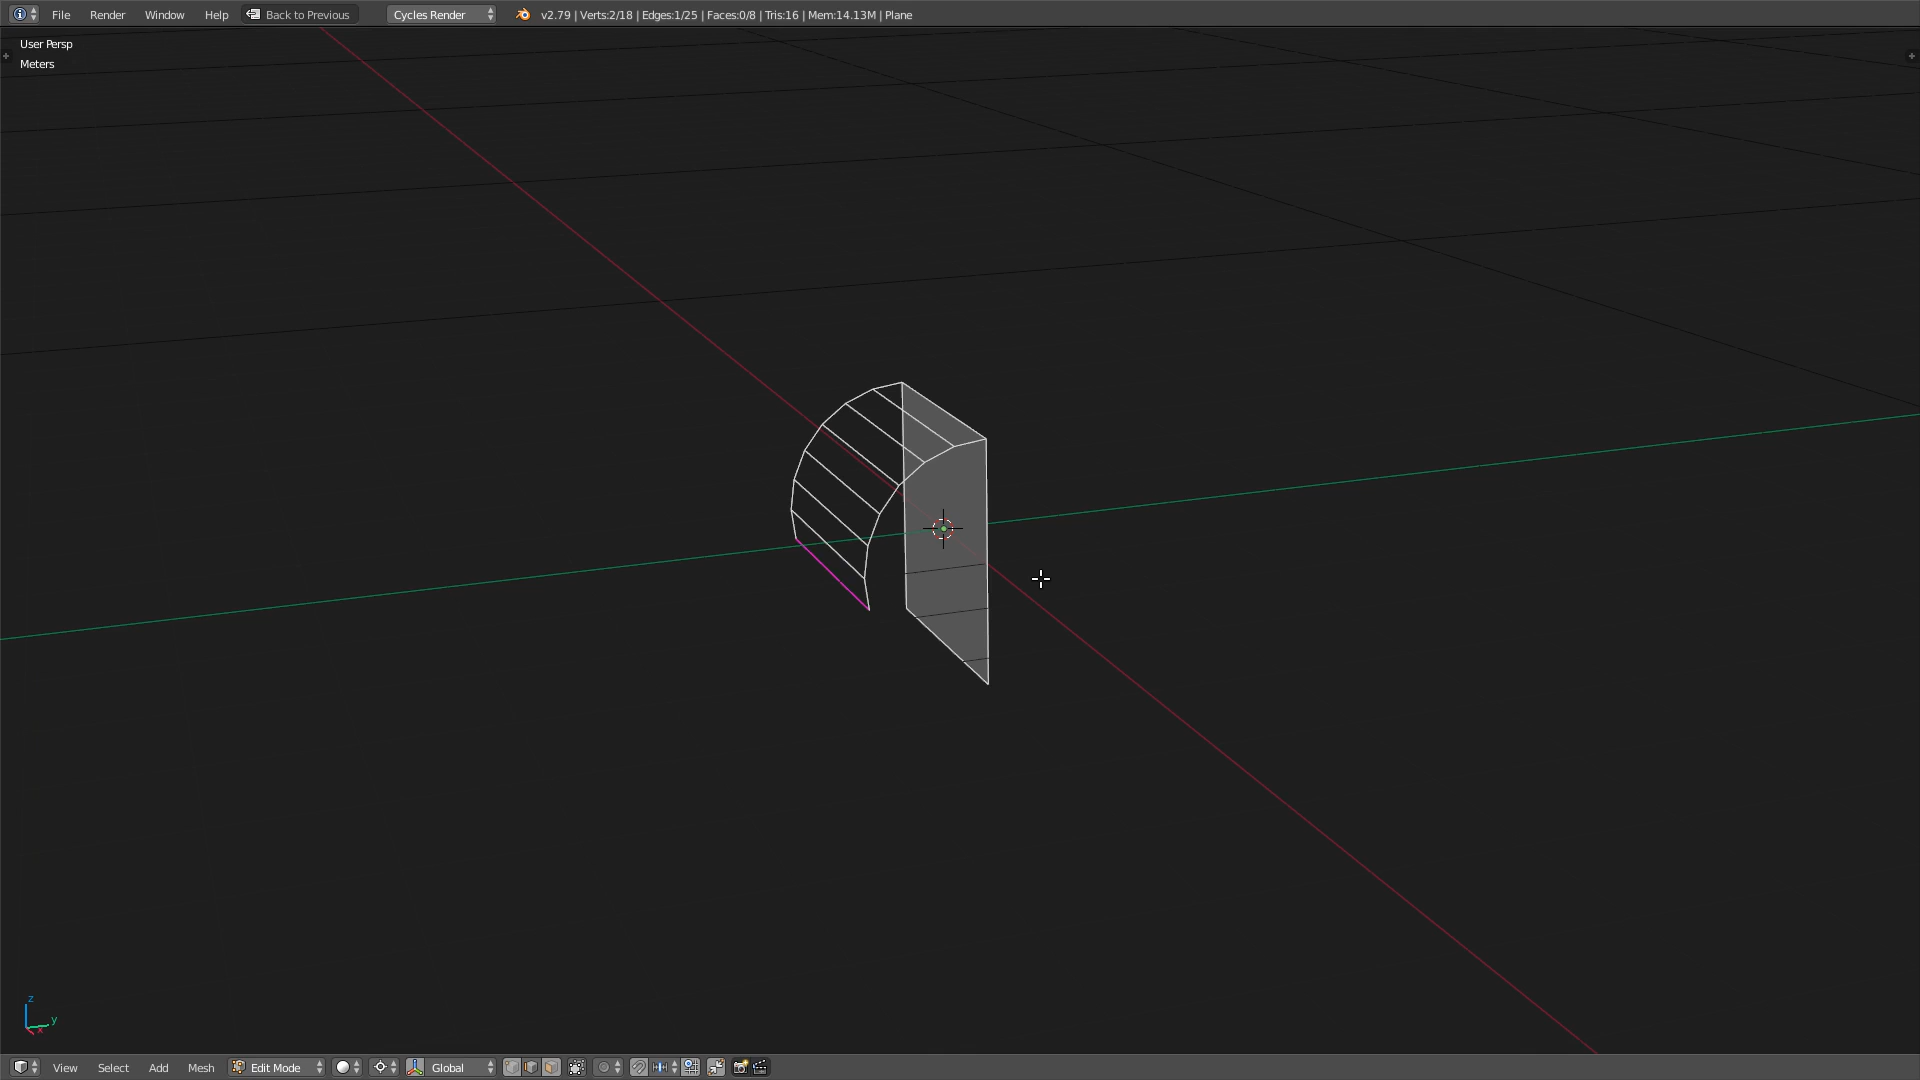 File Render Window Help Back to Previous Cycles Render v2.79 | Verts:2/18 | Edges:1/25 | Faces:0/8 | Tris:16 | Mem:14.13M | Plane
User Persp
Meters
z
y
x
View Select Add Mesh Edit Mode Global